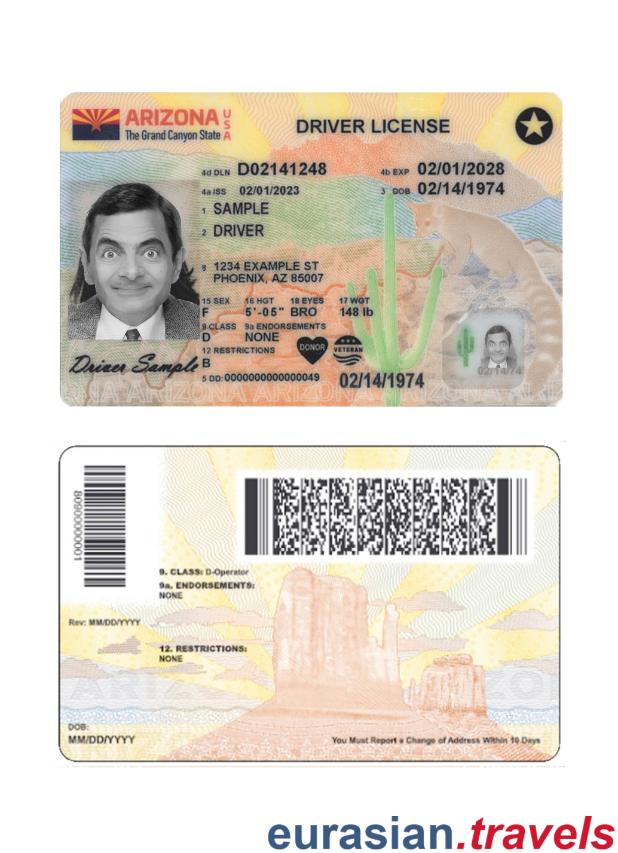 ARIZONA USA
The Grand Canyon State
DRIVER LICENSE
4d DLN D02141248
4b EXP 02/01/2028
4a ISS 02/01/2023
3 DOB 02/14/1974
1 SAMPLE
2 DRIVER
8 1234 EXAMPLE ST
PHOENIX, AZ 85007
15 SEX 16 HGT 18 EYES 17 WGT
F 5'-05" BRO 148 lb
9 CLASS 9a ENDORSEMENTS
D NONE
12 RESTRICTIONS
B
DONOR
VETERAN
Driver Sample
5 DD:0000000000000049
02/14/1974
02/14/74
ARIZONA ARIZONA ARIZONA
9. CLASS: D-Operator
9a. ENDORSEMENTS:
NONE
Rev: MM/DD/YYYY
12. RESTRICTIONS:
NONE
DOB:
MM/DD/YYYY
You Must Report a Change of Address Within 10 Days
eurasian.travels